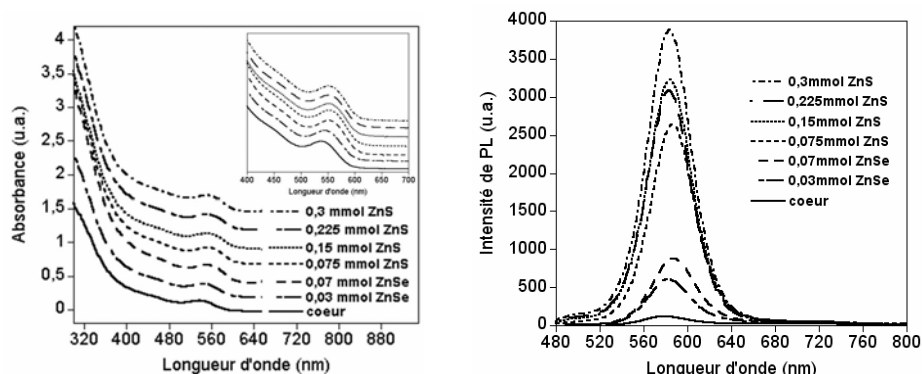 Absorbance (u.a.)
4
3,5
3
2,5
2
1,5
1
0,5
0
320 400 480 560 640 720 800 880
Longueur d'onde (nm)
400 450 500 550 600 650 700
Longueur d'onde (nm)
0,3 mmol ZnS
0,225 mmol ZnS
0,15 mmol ZnS
0,075 mmol ZnS
0,07 mmol ZnSe
0,03 mmol ZnSe
coeur
Intensité de PL (u.a.)
4000
3500
3000
2500
2000
1500
1000
500
0
480 520 560 600 640 680 720 760 800
Longueur d'onde (nm)
0,3mmol ZnS
0,225mmol ZnS
0,15mmol ZnS
0,075mmol ZnS
0,07mmol ZnSe
0,03mmol ZnSe
coeur